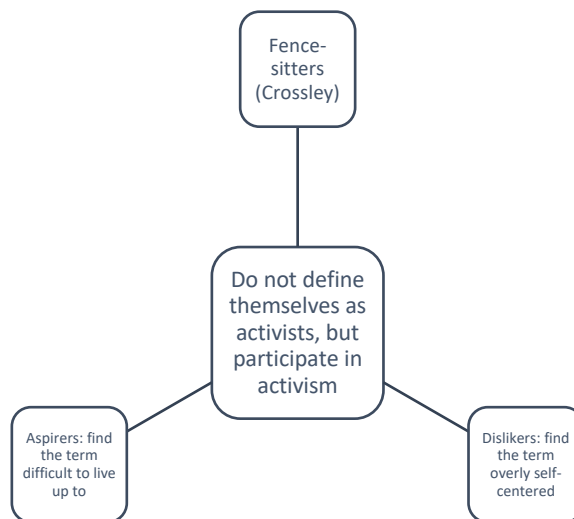 Fence-
sitters
(Crossley)
Do not define
themselves as
activists, but
participate in
activism
Aspirers: find
the term
difficult to live
up to
Dislikers: find
the term
overly self-
centered